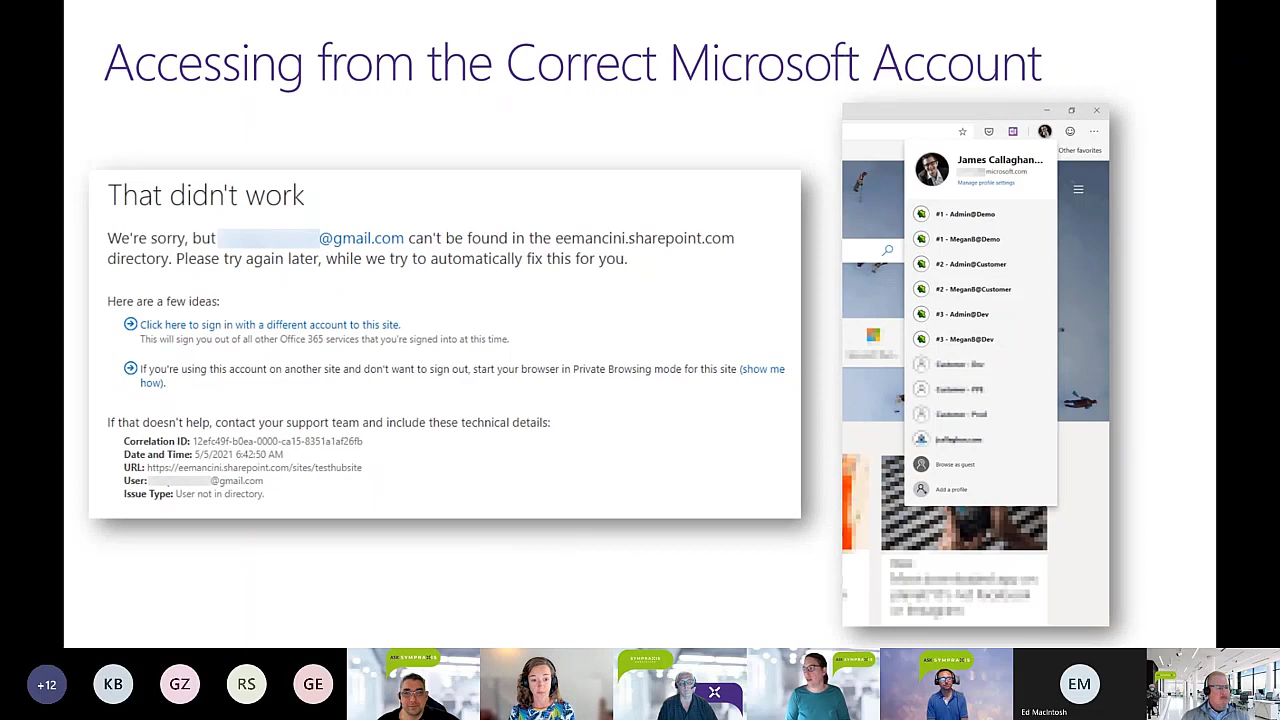 Accessing from the Correct Microsoft Account
That didn't work
We're sorry, but @gmail.com can't be found in the eemancini.sharepoint.com
directory. Please try again later, while we try to automatically fix this for you.
Here are a few ideas:
Click here to sign in with a different account to this site.
This will sign you out of all other Office 365 services that you're signed into at this time.
If you're using this account on another site and don't want to sign out, start your browser in Private Browsing mode for this site (show me
how).
If that doesn't help, contact your support team and include these technical details:
Correlation ID: 12efc49f-b0ea-0000-ca15-8351a1af26fb
Date and Time: 5/5/2021 6:42:50 AM
URL: https://eemancini.sharepoint.com/sites/testhubsite
User: @gmail.com
Issue Type: User not in directory.
Other favorites
James Callaghan...
microsoft.com
Manage profile settings
#1 - Admin@Demo
#1 - MeganB@Demo
#2 - Admin@Customer
#2 - MeganB@Customer
#3 - Admin@Dev
#3 - MeganB@Dev
Browse as guest
Add a profile
+12
KB
GZ
RS
GE
ASK SYMPRAXIS
SYMPRAXIS
ASK SYMPRAXIS
ASK SYMPRAXIS
EM
Ed MacIntosh